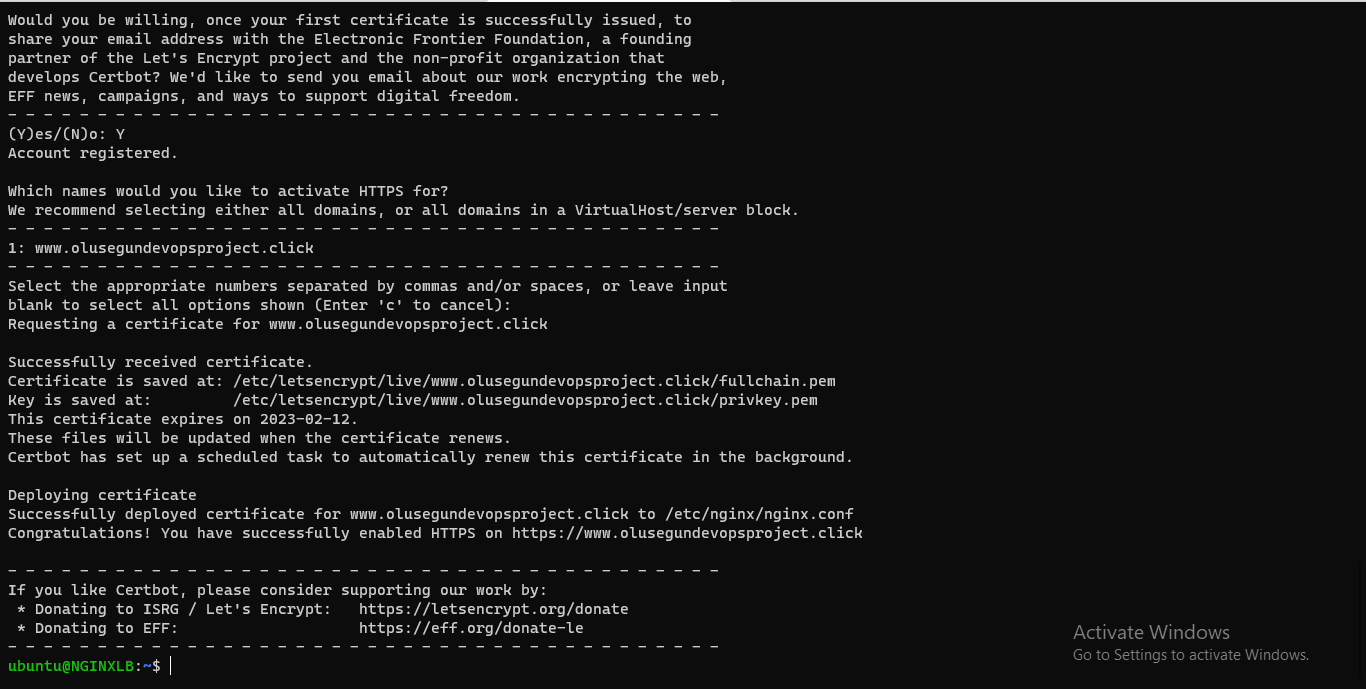 Would you be willing, once your first certificate is successfully issued, to
share your email address with the Electronic Frontier Foundation, a founding
partner of the Let's Encrypt project and the non-profit organization that
develops Certbot? We'd like to send you email about our work encrypting the web,
EFF news, campaigns, and ways to support digital freedom.
- - - - - - - - - - - - - - - - - - - - - - - - - - - - - - - - - - - - - - - -
(Y)es/(N)o: Y
Account registered.

Which names would you like to activate HTTPS for?
We recommend selecting either all domains, or all domains in a VirtualHost/server block.
- - - - - - - - - - - - - - - - - - - - - - - - - - - - - - - - - - - - - - - -
1: www.olusegundevopsproject.click
- - - - - - - - - - - - - - - - - - - - - - - - - - - - - - - - - - - - - - - -
Select the appropriate numbers separated by commas and/or spaces, or leave input
blank to select all options shown (Enter 'c' to cancel):
Requesting a certificate for www.olusegundevopsproject.click

Successfully received certificate.
Certificate is saved at: /etc/letsencrypt/live/www.olusegundevopsproject.click/fullchain.pem
Key is saved at:         /etc/letsencrypt/live/www.olusegundevopsproject.click/privkey.pem
This certificate expires on 2023-02-12.
These files will be updated when the certificate renews.
Certbot has set up a scheduled task to automatically renew this certificate in the background.

Deploying certificate
Successfully deployed certificate for www.olusegundevopsproject.click to /etc/nginx/nginx.conf
Congratulations! You have successfully enabled HTTPS on https://www.olusegundevopsproject.click

- - - - - - - - - - - - - - - - - - - - - - - - - - - - - - - - - - - - - - - -
If you like Certbot, please consider supporting our work by:
 * Donating to ISRG / Let's Encrypt:   https://letsencrypt.org/donate
 * Donating to EFF:                    https://eff.org/donate-le
- - - - - - - - - - - - - - - - - - - - - - - - - - - - - - - - - - - - - - - -
ubuntu@NGINXLB:~$
Activate Windows
Go to Settings to activate Windows.